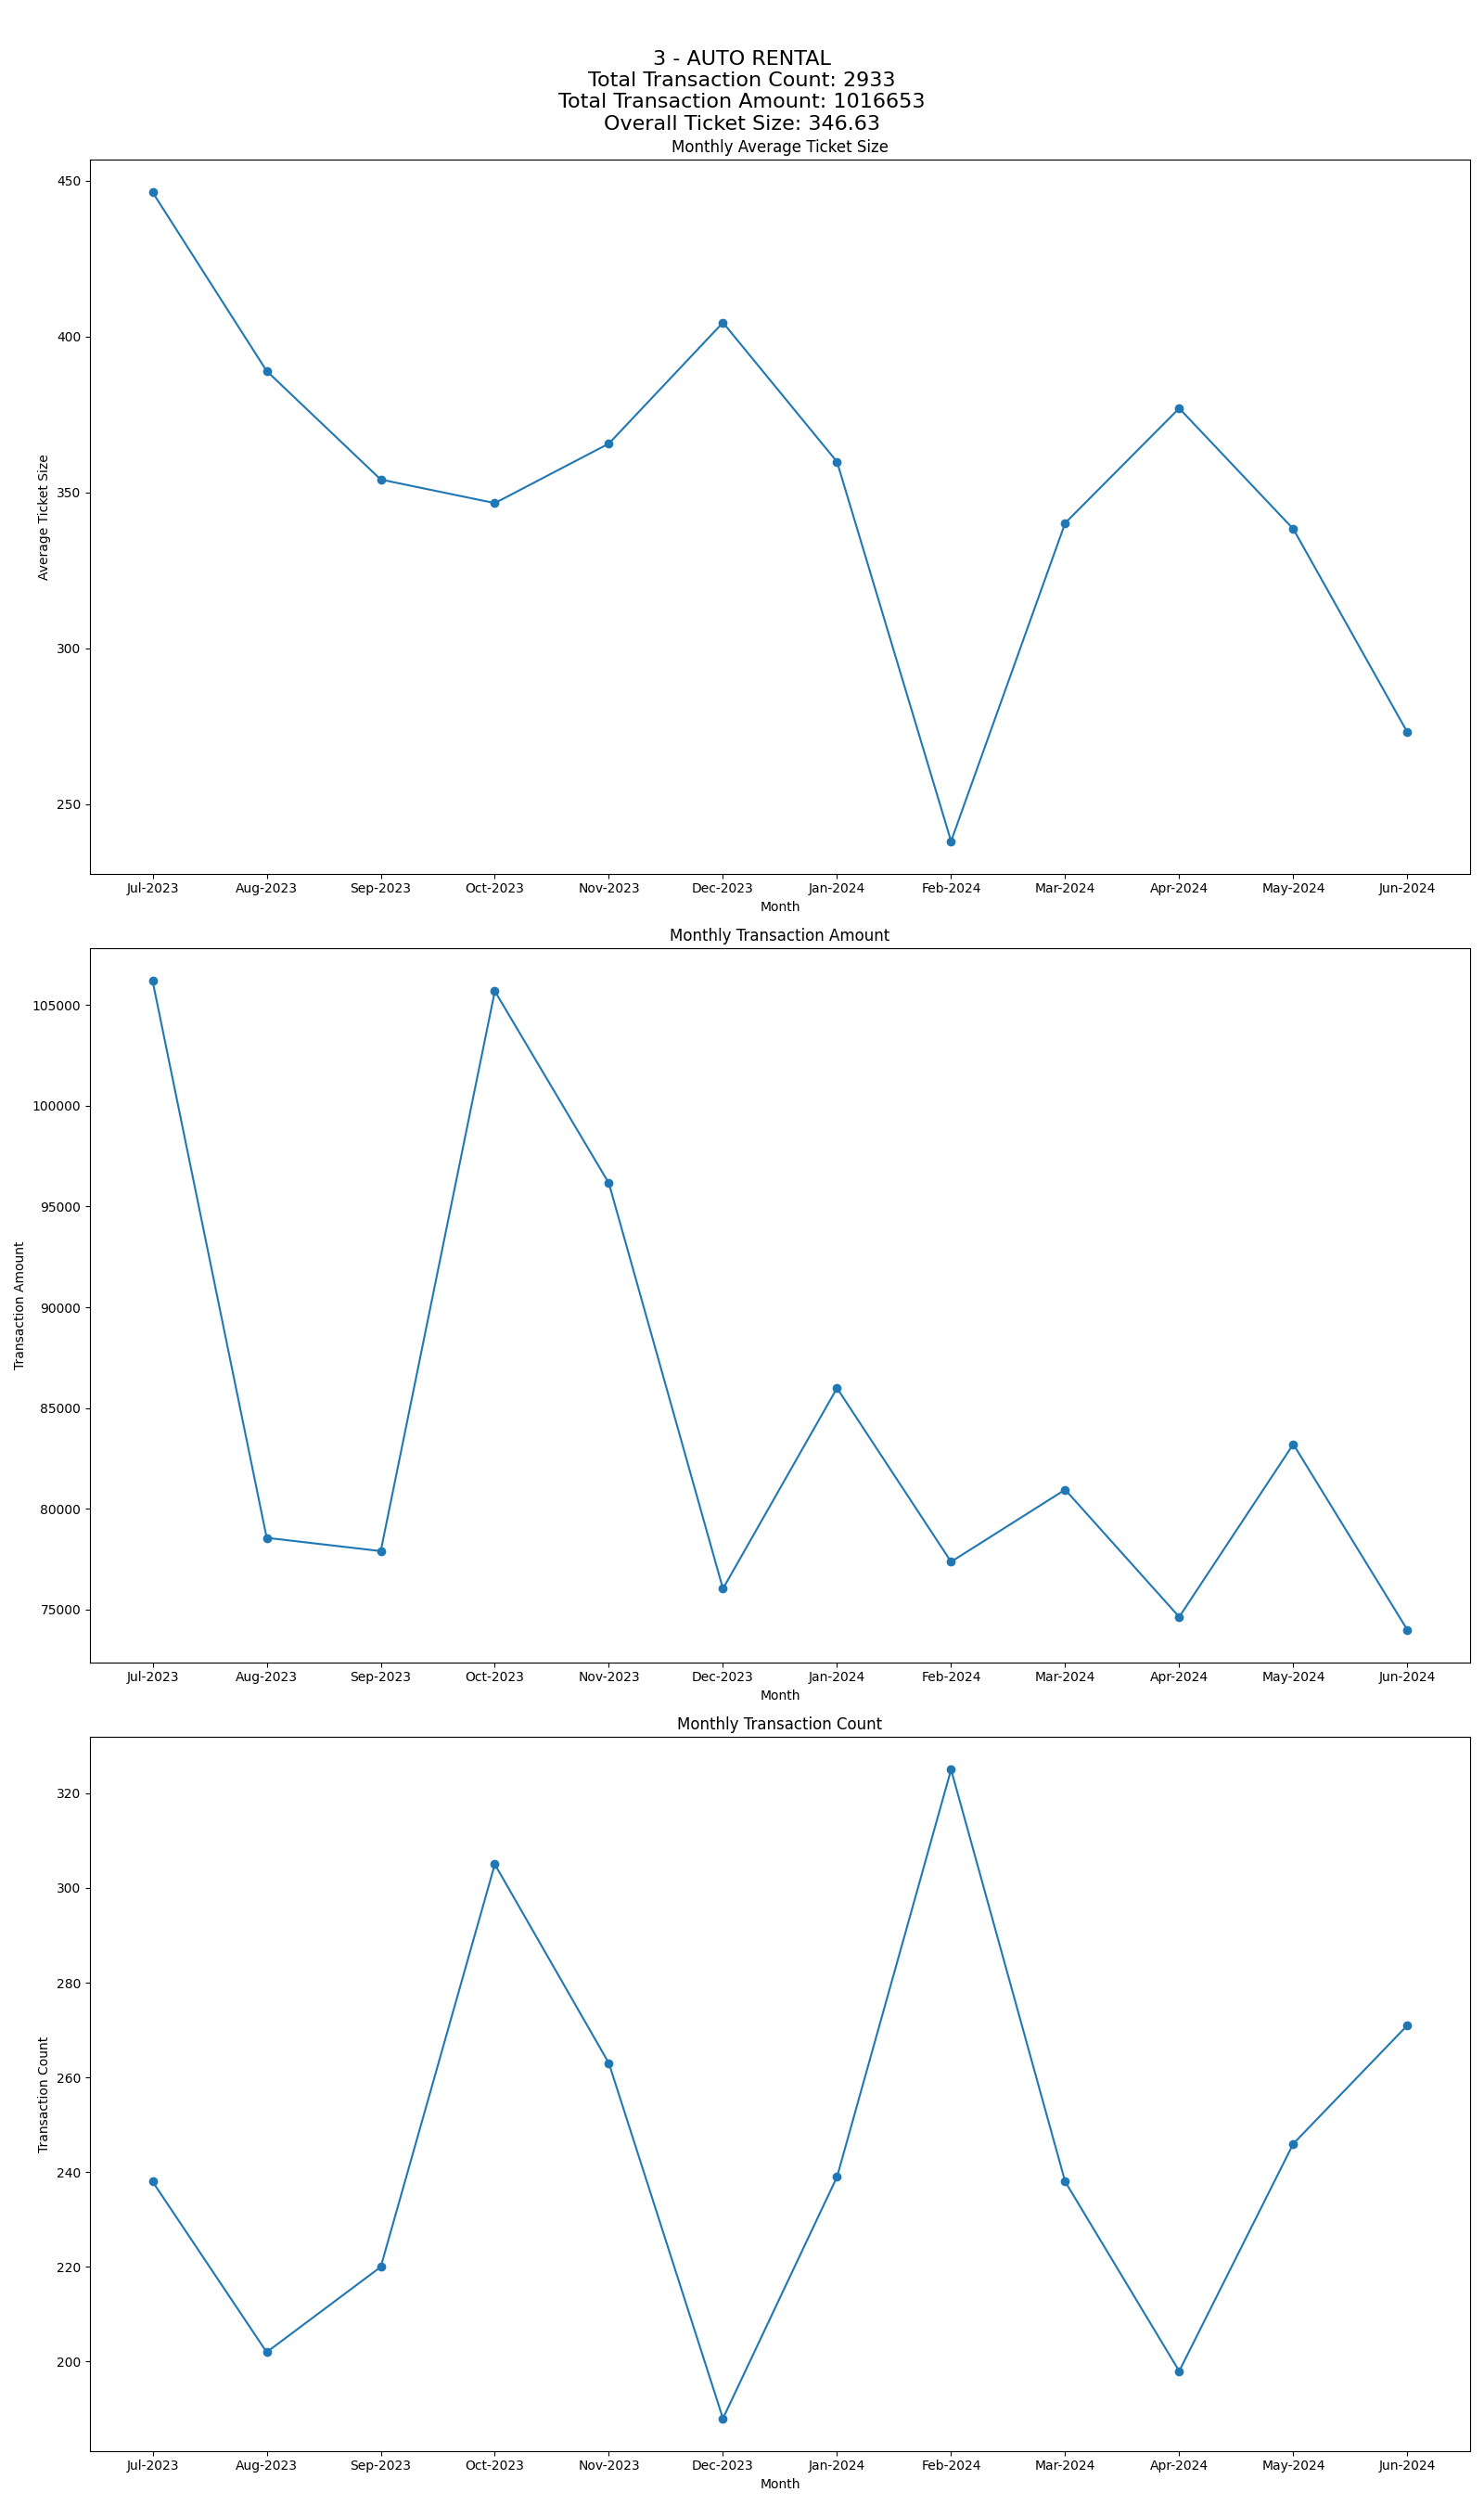 3 - AUTO RENTAL
Total Transaction Count: 2933
Total Transaction Amount: 1016653
Overall Ticket Size: 346.63
Monthly Average Ticket Size
450
400
350
300
250
Average Ticket Size
Jul-2023 Aug-2023 Sep-2023 Oct-2023 Nov-2023 Dec-2023 Jan-2024 Feb-2024 Mar-2024 Apr-2024 May-2024 Jun-2024
Month
Monthly Transaction Amount
105000
100000
95000
90000
85000
80000
75000
Transaction Amount
Jul-2023 Aug-2023 Sep-2023 Oct-2023 Nov-2023 Dec-2023 Jan-2024 Feb-2024 Mar-2024 Apr-2024 May-2024 Jun-2024
Month
Monthly Transaction Count
320
300
280
260
240
220
200
Transaction Count
Jul-2023 Aug-2023 Sep-2023 Oct-2023 Nov-2023 Dec-2023 Jan-2024 Feb-2024 Mar-2024 Apr-2024 May-2024 Jun-2024
Month